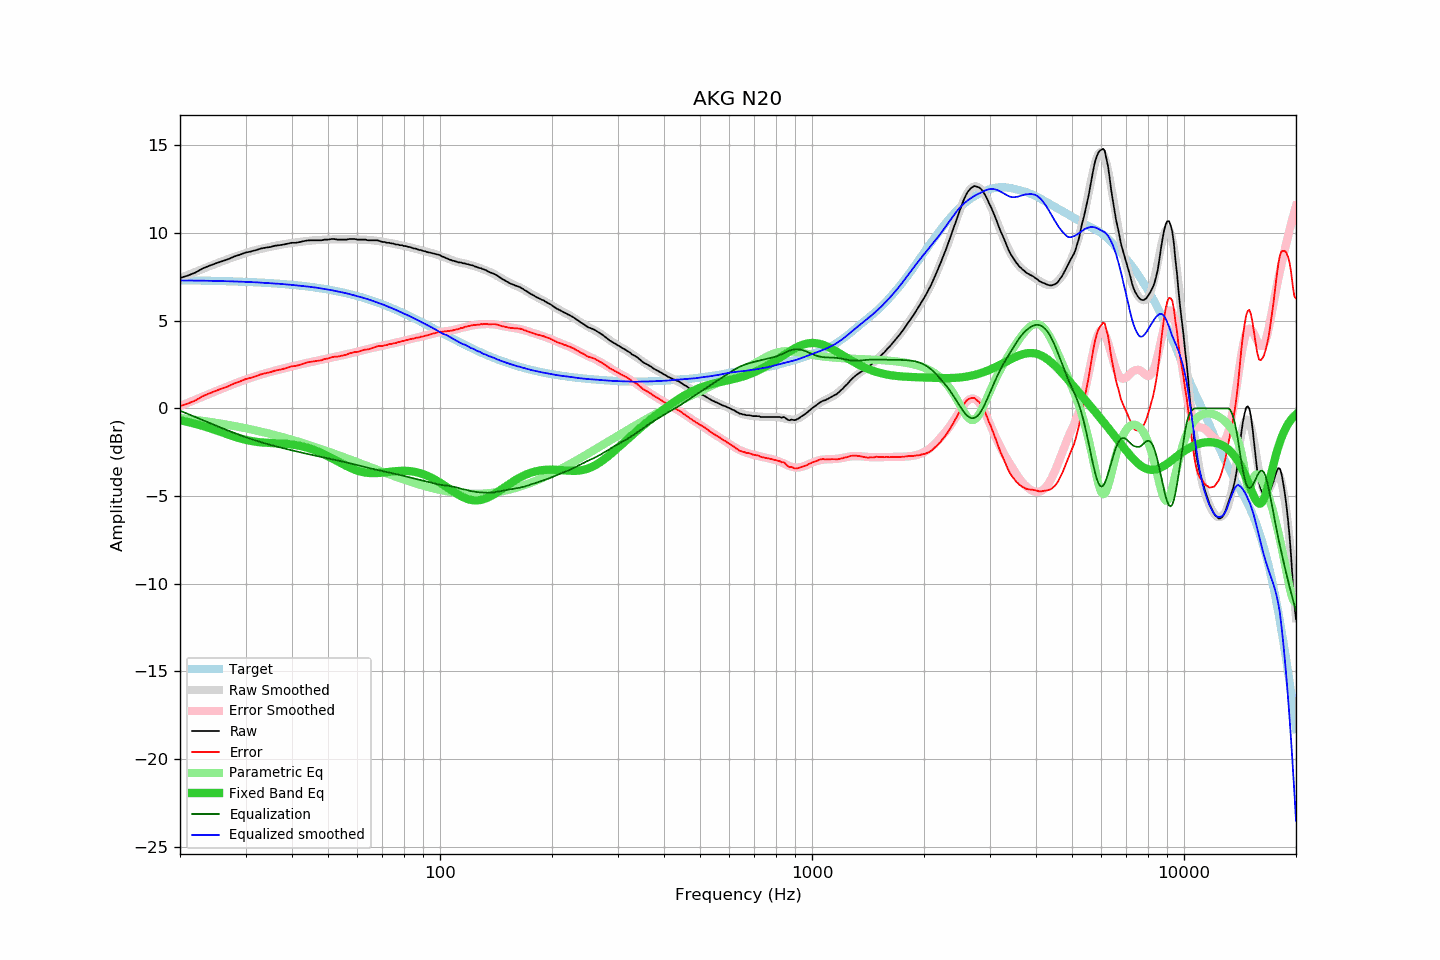 AKG N20
15
10
5
0
−5
−10
−15
−20
−25
Amplitude (dBr)
Target
Raw Smoothed
Error Smoothed
Raw
Error
Parametric Eq
Fixed Band Eq
Equalization
Equalized smoothed
100 1000 10000
Frequency (Hz)